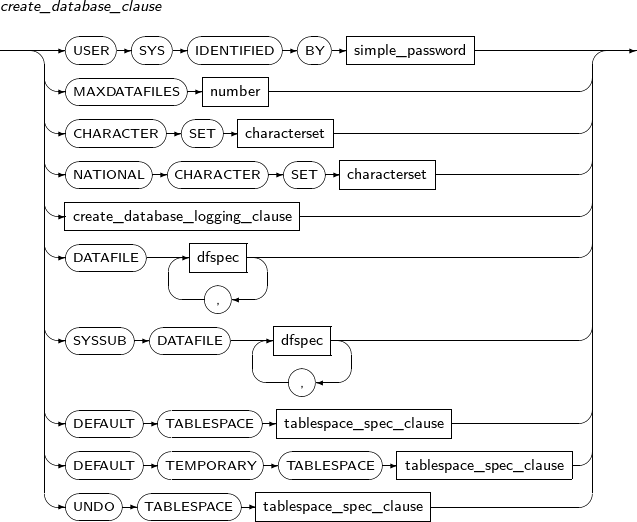 create_database_clause
USER SYS IDENTIFIED BY simple_password
MAXDATAFILES number
CHARACTER SET characterset
NATIONAL CHARACTER SET characterset
create_database_logging_clause
DATAFILE dfspec
,
SYSSUB DATAFILE dfspec
,
DEFAULT TABLESPACE tablespace_spec_clause
DEFAULT TEMPORARY TABLESPACE tablespace_spec_clause
UNDO TABLESPACE tablespace_spec_clause